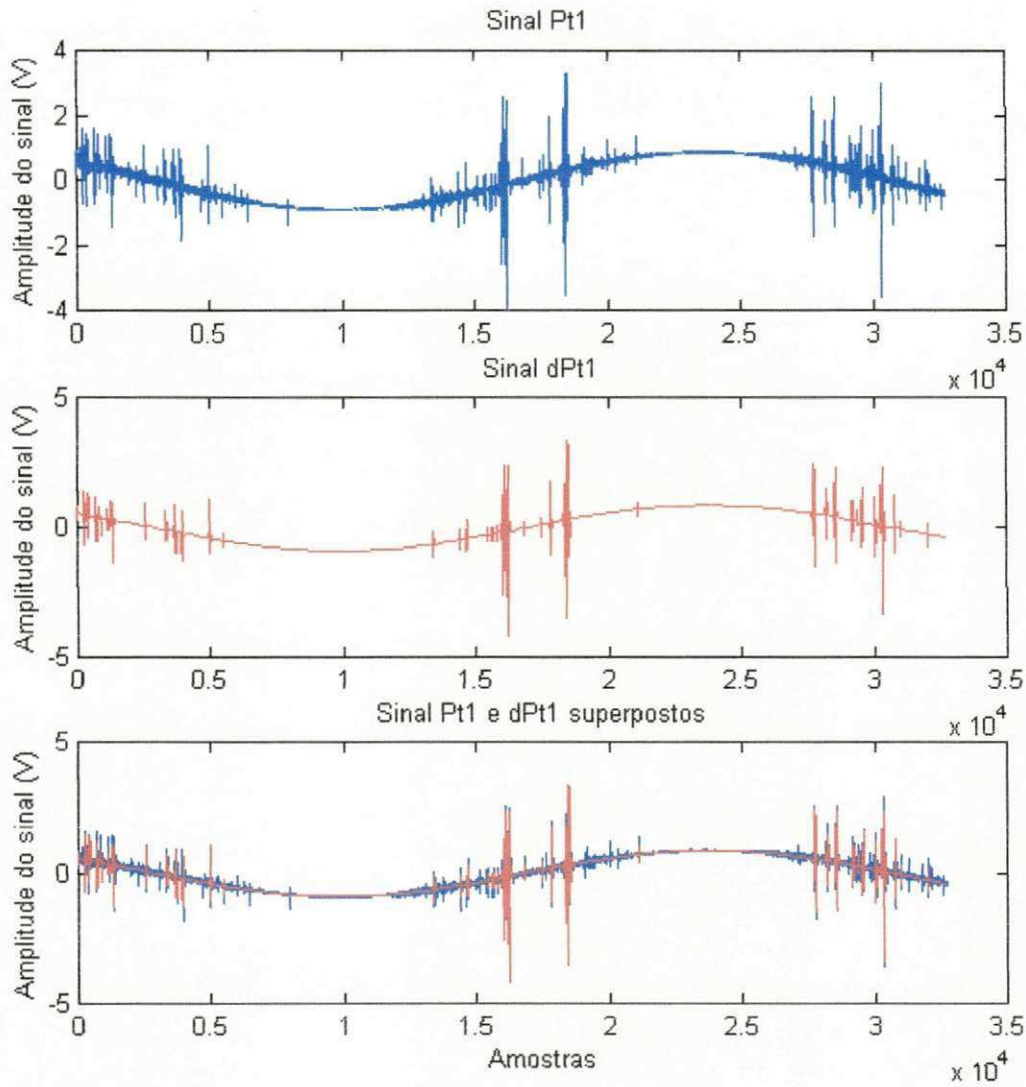 Sinal Pt1
Amplitude do sinal (V)
4
2
0
-2
-4
0 0.5 1 1.5 2 2.5 3 3.5
x 10^4
Sinal dPt1
Amplitude do sinal (V)
5
0
-5
0 0.5 1 1.5 2 2.5 3 3.5
x 10^4
Sinal Pt1 e dPt1 superpostos
Amplitude do sinal (V)
5
0
-5
0 0.5 1 1.5 2 2.5 3 3.5
Amostras
x 10^4